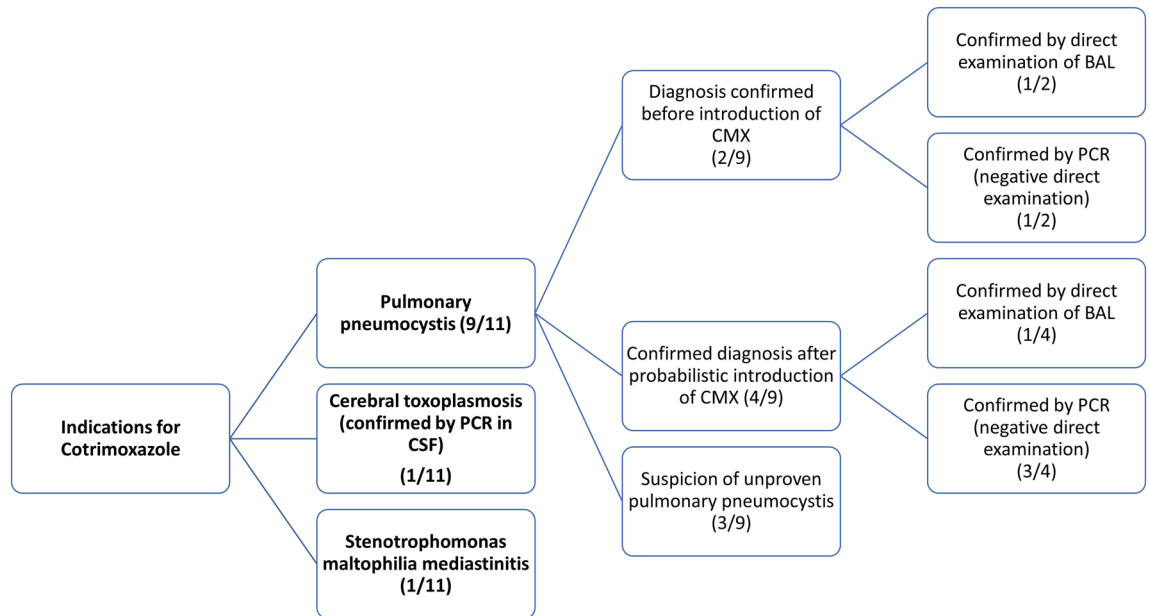 Indications for
Cotrimoxazole
Pulmonary
pneumocystis (9/11)
Cerebral toxoplasmosis
(confirmed by PCR in
CSF)
(1/11)
Stenotrophomonas
maltophilia mediastinitis
(1/11)
Diagnosis confirmed
before introduction of
CMX
(2/9)
Confirmed diagnosis after
probabilistic introduction
of CMX (4/9)
Suspicion of unproven
pulmonary pneumocystis
(3/9)
Confirmed by direct
examination of BAL
(1/2)
Confirmed by PCR
(negative direct
examination)
(1/2)
Confirmed by direct
examination of BAL
(1/4)
Confirmed by PCR
(negative direct
examination)
(3/4)